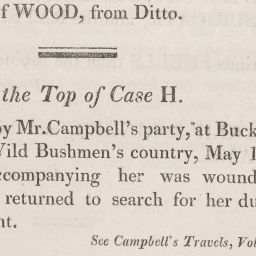 f WOOD, from Ditto.
the Top of Case H.
by Mr. Campbell's party, at Buck
Wild Bushmen's country, May 1
ccompanying her was wound
returned to search for her du
nt.
See Campbell's Travels, Vol